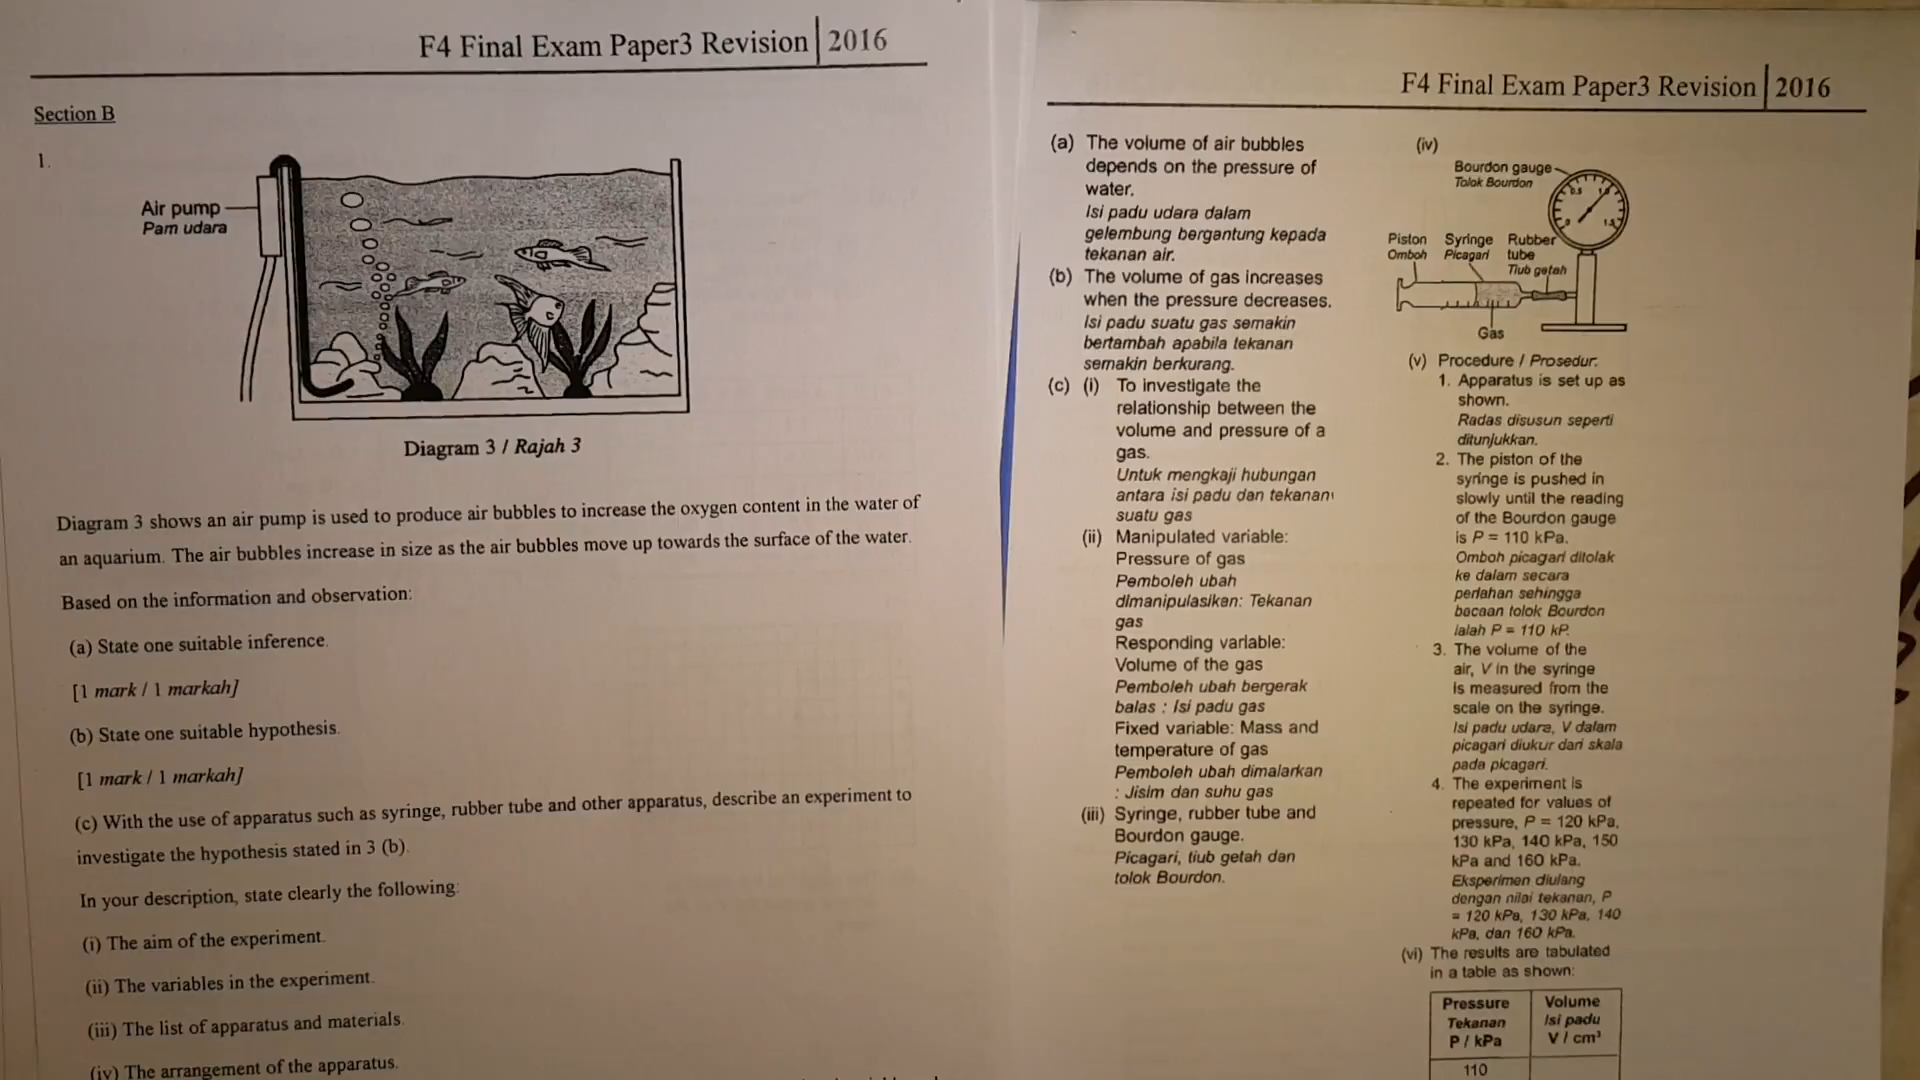 F4 Final Exam Paper3 Revision 2016
Section B
1.
Air pump
Pam udara
Diagram 3 / Rajah 3
Diagram 3 shows an air pump is used to produce air bubbles to increase the oxygen content in the water of
an aquarium. The air bubbles increase in size as the air bubbles move up towards the surface of the water.
Based on the information and observation:
(a) State one suitable inference.
[1 mark / 1 markah]
(b) State one suitable hypothesis.
[1 mark / 1 markah]
(c) With the use of apparatus such as syringe, rubber tube and other apparatus, describe an experiment to
investigate the hypothesis stated in 3 (b).
In your description, state clearly the following:
(i) The aim of the experiment.
(ii) The variables in the experiment.
(iii) The list of apparatus and materials.
(iv) The arrangement of the apparatus.
F4 Final Exam Paper3 Revision 2016
(a) The volume of air bubbles
depends on the pressure of
water.
Isi padu udara dalam
gelembung bergantung kepada
tekanan air.
(b) The volume of gas increases
when the pressure decreases.
Isi padu suatu gas semakin
bertambah apabila tekanan
semakin berkurang.
(c) (i) To investigate the
relationship between the
volume and pressure of a
gas.
Untuk mengkaji hubungan
antara isi padu dan tekanan
suatu gas
(ii) Manipulated variable:
Pressure of gas
Pemboleh ubah
dimanipulasikan: Tekanan
gas
Responding variable:
Volume of the gas
Pemboleh ubah bergerak
balas : Isi padu gas
Fixed variable: Mass and
temperature of gas
Pemboleh ubah dimalarkan
: Jisim dan suhu gas
(iii) Syringe, rubber tube and
Bourdon gauge.
Picagari, tiub getah dan
tolok Bourdon.
(iv)
Bourdon gauge
Tolok Bourdon
Piston Syringe Rubber
Omboh Picagari tube
Tiub getah
Gas
(v) Procedure / Prosedur:
1. Apparatus is set up as
shown.
Radas disusun seperti
ditunjukkan.
2. The piston of the
syringe is pushed in
slowly until the reading
of the Bourdon gauge
is P = 110 kPa.
Omboh picagari ditolak
ke dalam secara
perlahan sehingga
bacaan tolok Bourdon
ialah P = 110 kP.
3. The volume of the
air, V in the syringe
is measured from the
scale on the syringe.
Isi padu udara, V dalam
picagari diukur dari skala
pada picagari.
4. The experiment is
repeated for values of
pressure, P = 120 kPa,
130 kPa, 140 kPa, 150
kPa and 160 kPa.
Eksperimen diulang
dengan nilai tekanan, P
= 120 kPa, 130 kPa, 140
kPa, dan 160 kPa.
(vi) The results are tabulated
in a table as shown:
Pressure Volume
Tekanan Isi padu
P / kPa V / cm³
110